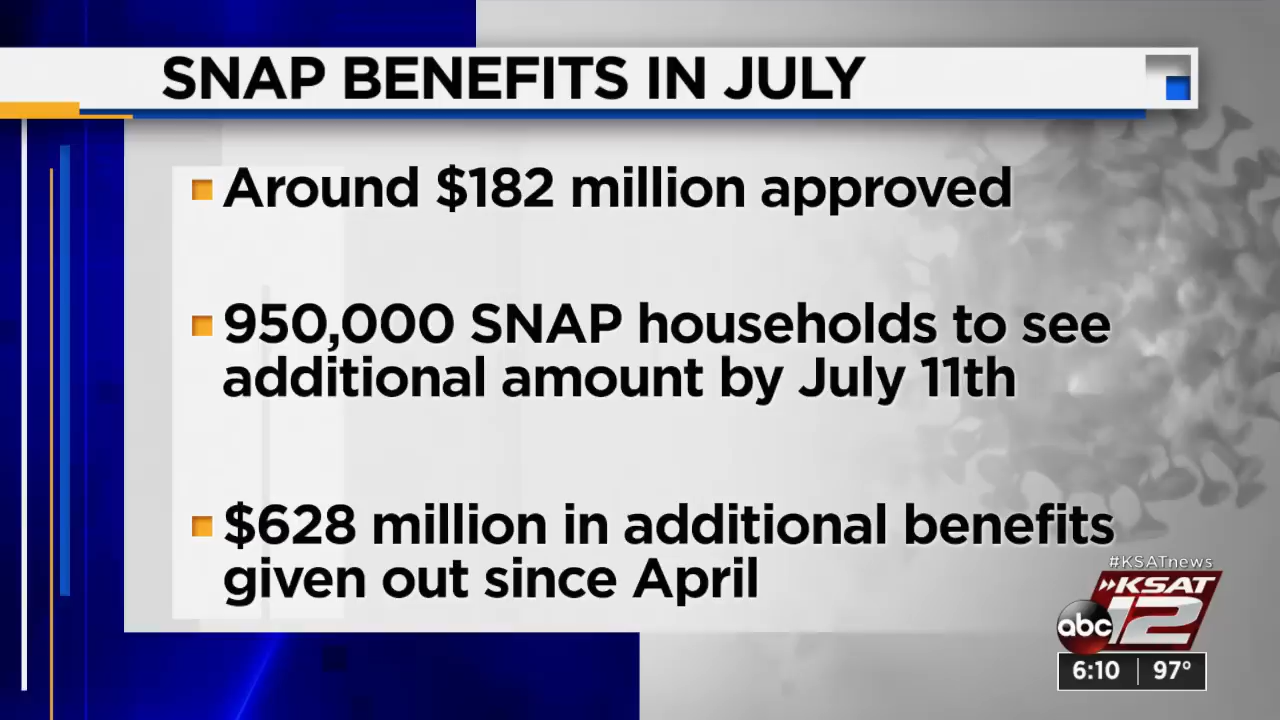 SNAP BENEFITS IN JULY
Around $182 million approved
950,000 SNAP households to see
additional amount by July 11th
$628 million in additional benefits
given out since April
#KSATnews
KSAT
abc 12
6:10 97°